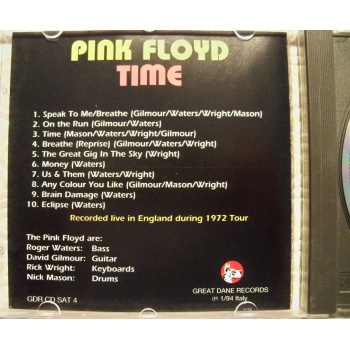 PINK FLOYD
TIME
1. Speak To Me/Breathe (Gilmour/Waters/Wright/Mason)
2. On the Run (Gilmour/Waters)
3. Time (Mason/Waters/Wright/Gilmour)
4. Breathe (Reprise) (Gilmour/Waters/Wright)
5. The Great Gig In The Sky (Wright)
6. Money (Waters)
7. Us & Them (Waters/Wright)
8. Any Colour You Like (Gilmour/Mason/Wright)
9. Brain Damage (Waters)
10. Eclipse (Waters)
Recorded live in England during 1972 Tour
The Pink Floyd are:
Roger Waters: Bass
David Gilmour: Guitar
Rick Wright: Keyboards
Nick Mason: Drums
GDR CD SAT 4
GREAT DANE RECORDS
in 1/94 Italy